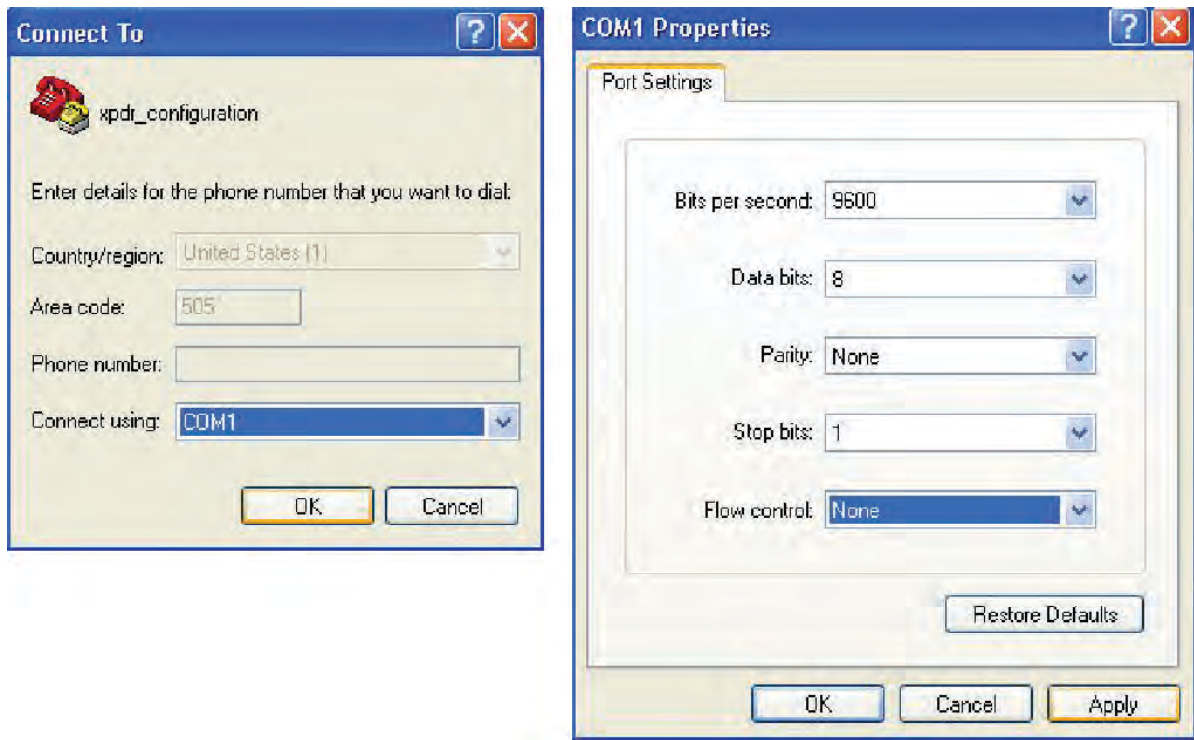 Connect To
xpdr_configuration
Enter details for the phone number that you want to dial:
Country/region: United States (1)
Area code: 505
Phone number:
Connect using: COM1
OK Cancel
COM1 Properties
Port Settings
Bits per second: 9600
Data bits: 8
Parity: None
Stop bits: 1
Flow control: None
Restore Defaults
OK Cancel Apply